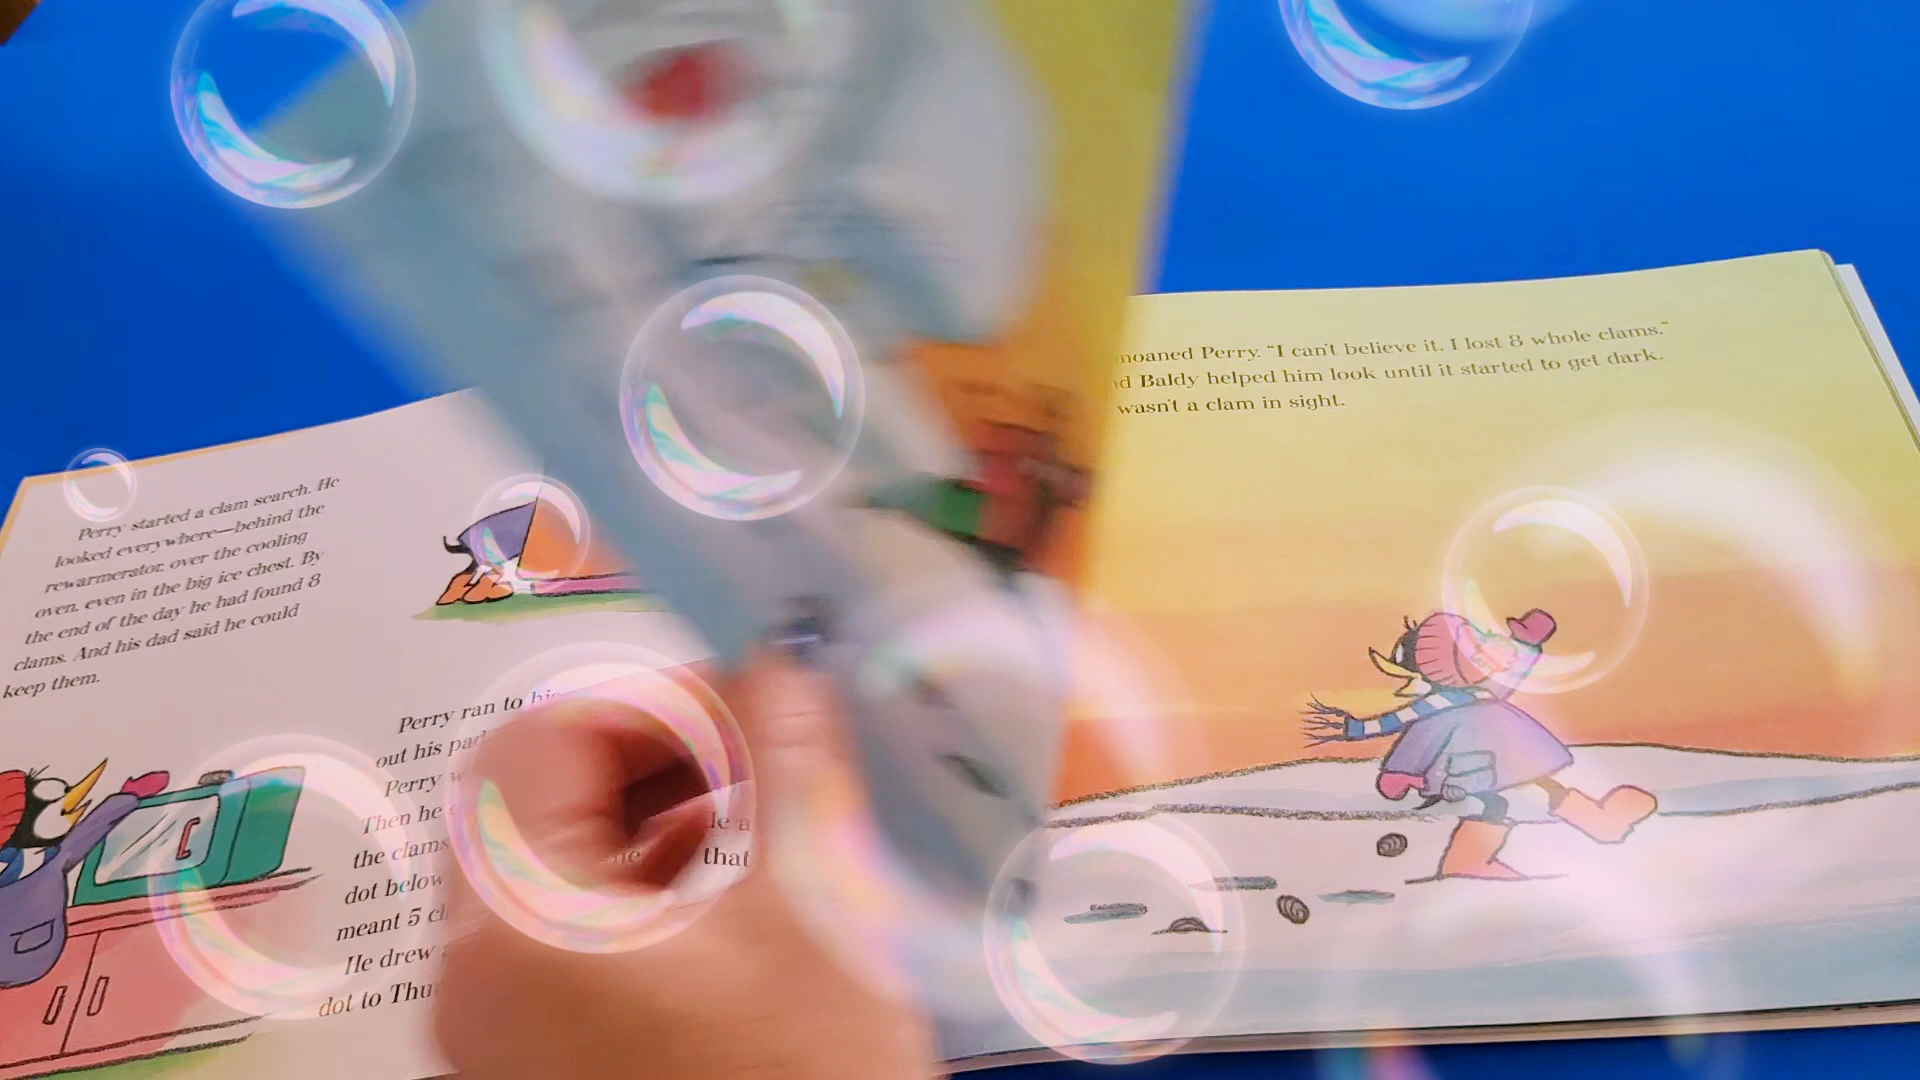 Perry started a clam search. He
looked everywhere—behind the
rewarmerator, over the cooling
oven, even in the big ice chest. By
the end of the day he had found 8
clams. And his dad said he could
keep them.
Perry ran to his
out his pad
Perry
Then he
the clams
dot below
meant 5
He drew
dot to
that
moaned Perry. “I can't believe it. I lost 8 whole clams.”
Baldy helped him look until it started to get dark.
wasn't a clam in sight.